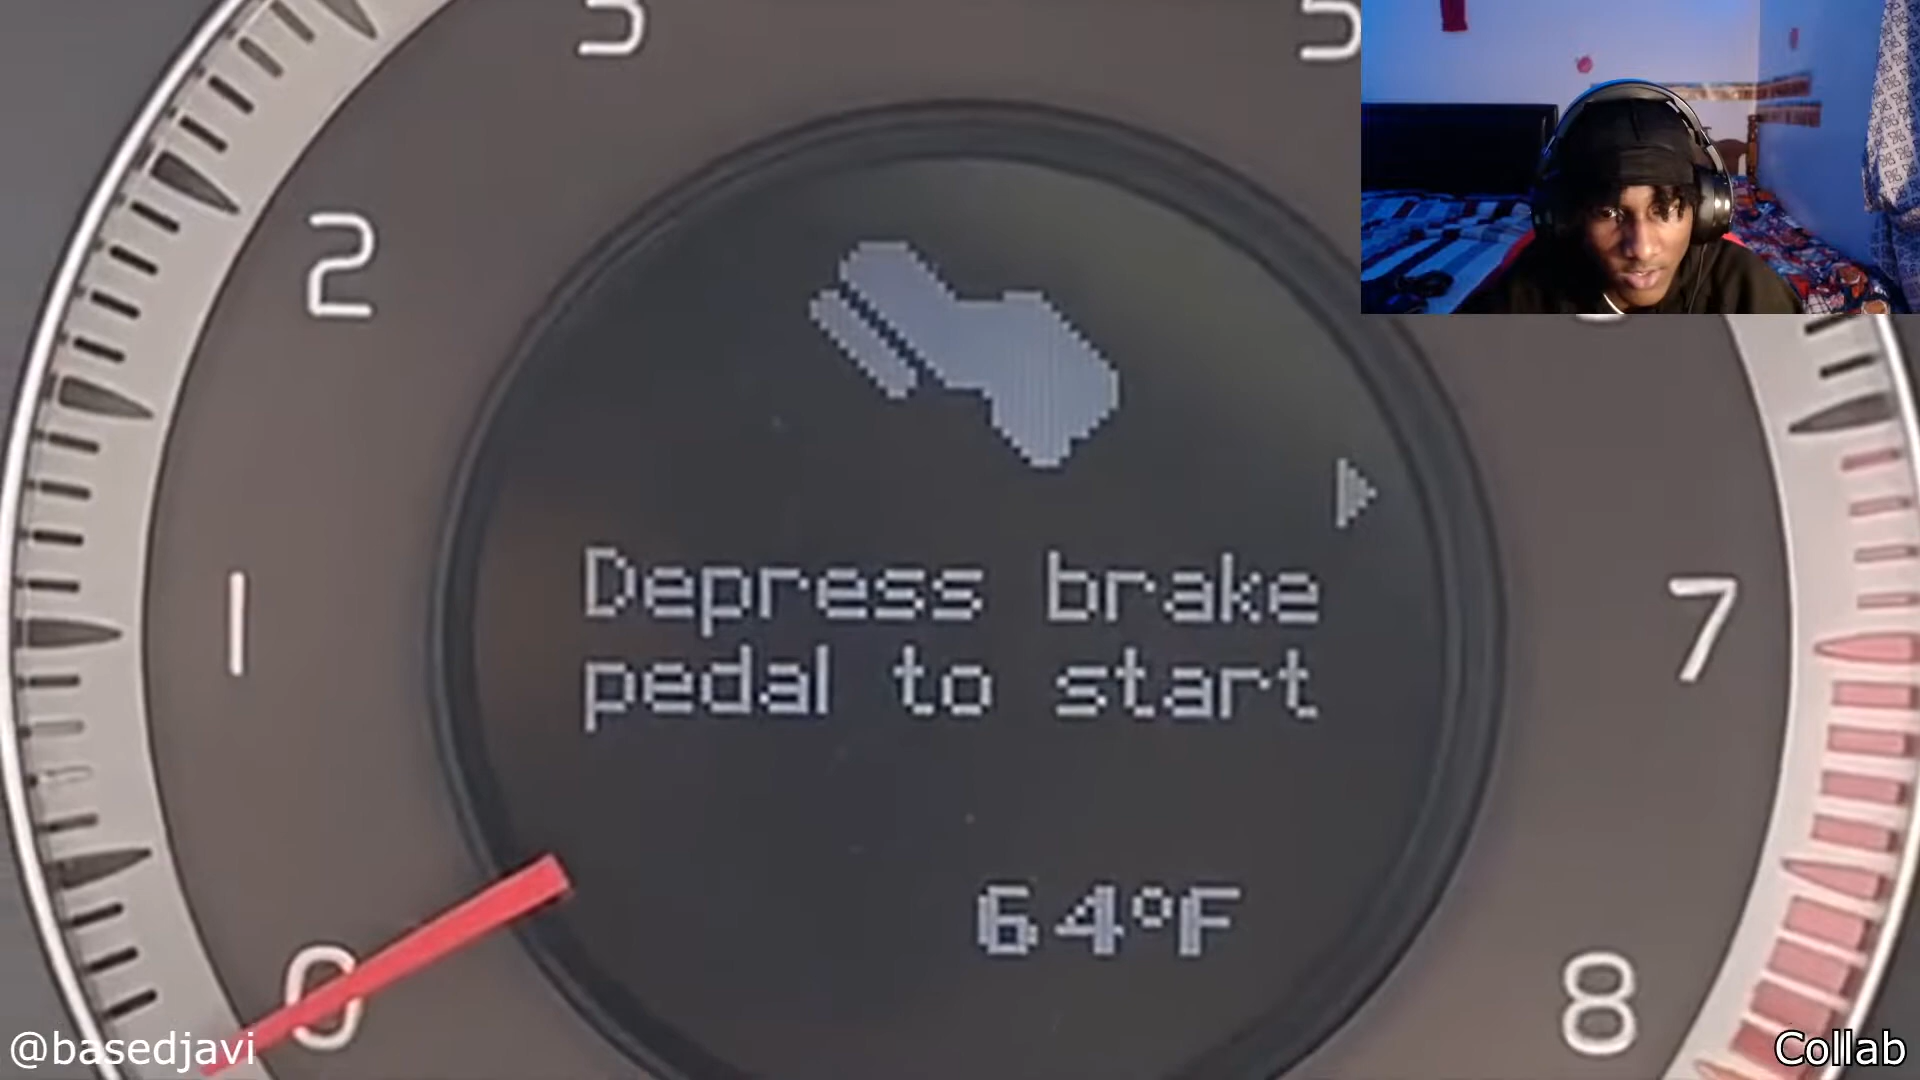 3
5
2
Depress brake
pedal to start
1
7
64°F
0
8
@basedjavi
Collab